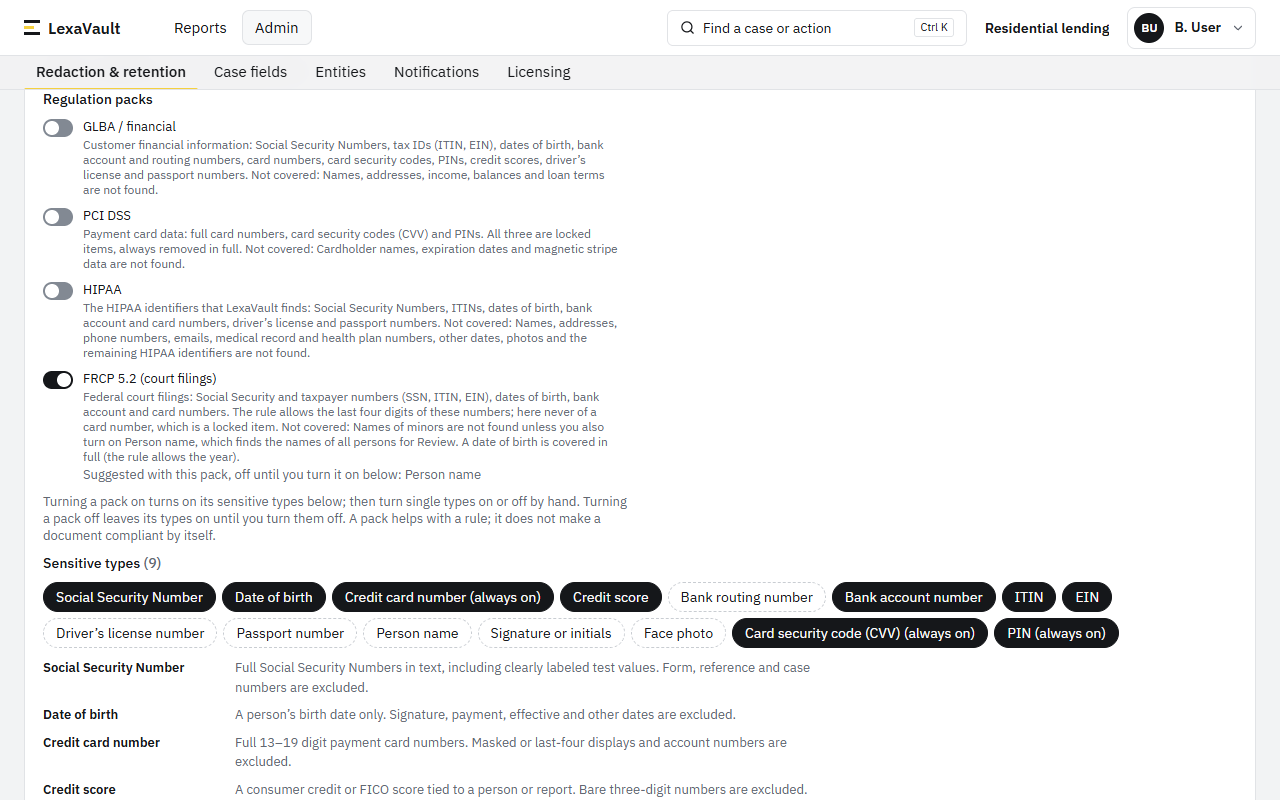 LexaVault
Reports
Admin
Find a case or action
Ctrl K
Residential lending
BU
B. User
Redaction & retention
Case fields
Entities
Notifications
Licensing
Regulation packs
GLBA / financial
Customer financial information: Social Security Numbers, tax IDs (ITIN, EIN), dates of birth, bank
account and routing numbers, card numbers, card security codes, PINs, credit scores, driver’s
license and passport numbers. Not covered: Names, addresses, income, balances and loan terms
are not found.
PCI DSS
Payment card data: full card numbers, card security codes (CVV) and PINs. All three are locked
items, always removed in full. Not covered: Cardholder names, expiration dates and magnetic stripe
data are not found.
HIPAA
The HIPAA identifiers that LexaVault finds: Social Security Numbers, ITINs, dates of birth, bank
account and card numbers, driver’s license and passport numbers. Not covered: Names, addresses,
phone numbers, emails, medical record and health plan numbers, other dates, photos and the
remaining HIPAA identifiers are not found.
FRCP 5.2 (court filings)
Federal court filings: Social Security and taxpayer numbers (SSN, ITIN, EIN), dates of birth, bank
account and card numbers. The rule allows the last four digits of these numbers; here never of a
card number, which is a locked item. Not covered: Names of minors are not found unless you also
turn on Person name, which finds the names of all persons for Review. A date of birth is covered in
full (the rule allows the year).
Suggested with this pack, off until you turn it on below: Person name
Turning a pack on turns on its sensitive types below; then turn single types on or off by hand. Turning
a pack off leaves its types on until you turn them off. A pack helps with a rule; it does not make a
document compliant by itself.
Sensitive types (9)
Social Security Number
Date of birth
Credit card number (always on)
Credit score
Bank routing number
Bank account number
ITIN
EIN
Driver’s license number
Passport number
Person name
Signature or initials
Face photo
Card security code (CVV) (always on)
PIN (always on)
Social Security Number
Full Social Security Numbers in text, including clearly labeled test values. Form, reference and case
numbers are excluded.
Date of birth
A person’s birth date only. Signature, payment, effective and other dates are excluded.
Credit card number
Full 13–19 digit payment card numbers. Masked or last-four displays and account numbers are
excluded.
Credit score
A consumer credit or FICO score tied to a person or report. Bare three-digit numbers are excluded.